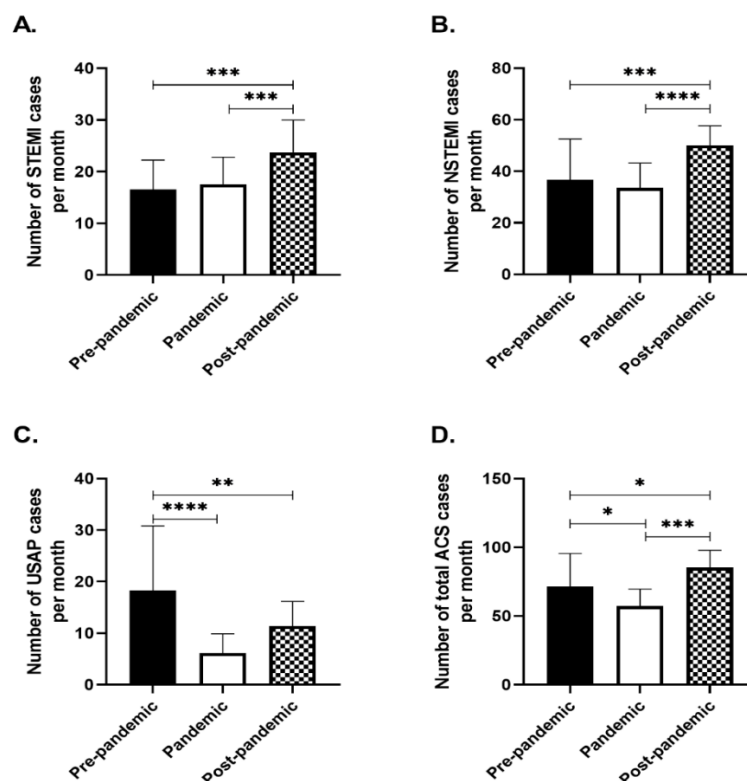 A.
Number of STEMI cases
per month
40
30
20
10
0
***
***
Pre-pandemic
Pandemic
Post-pandemic
B.
Number of NSTEMI cases
per month
80
60
40
20
0
***
****
Pre-pandemic
Pandemic
Post-pandemic
C.
Number of USAP cases
per month
40
30
20
10
0
**
****
Pre-pandemic
Pandemic
Post-pandemic
D.
Number of total ACS cases
per month
150
100
50
0
*
*
***
Pre-pandemic
Pandemic
Post-pandemic